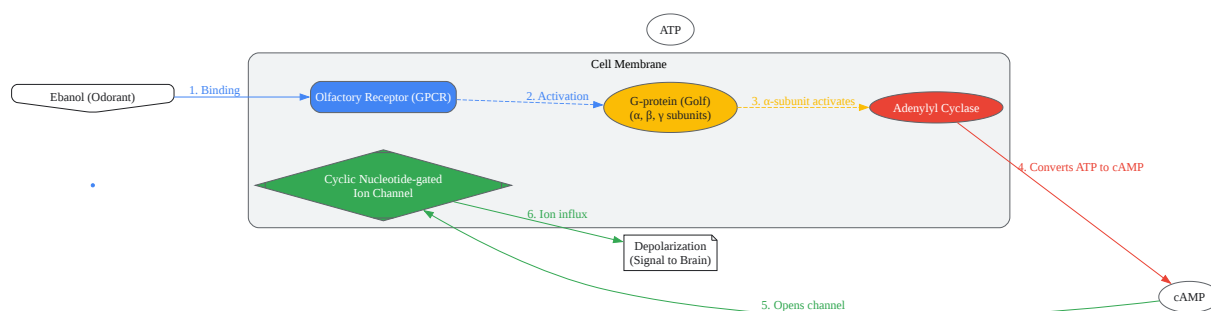 ATP
Cell Membrane
Ebanol (Odorant)
1. Binding
Olfactory Receptor (GPCR)
2. Activation
G-protein (Golf)
(α, β, γ subunits)
3. α-subunit activates
Adenylyl Cyclase
4. Converts ATP to cAMP
Cyclic Nucleotide-gated
Ion Channel
6. Ion influx
Depolarization
(Signal to Brain)
cAMP
5. Opens channel